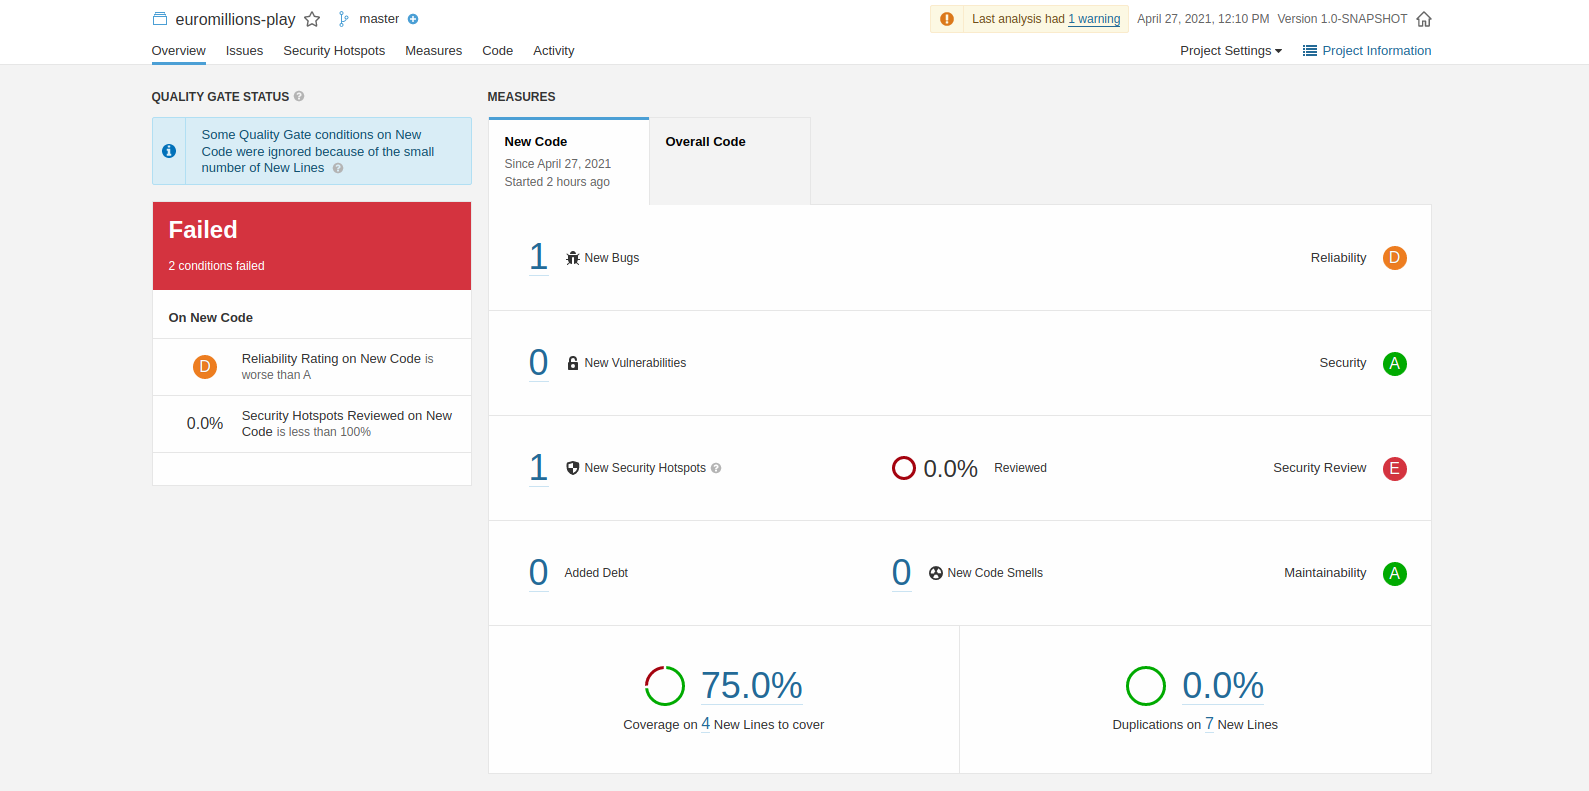 euromillions-play master
Last analysis had 1 warning April 27, 2021, 12:10 PM Version 1.0-SNAPSHOT
Overview Issues Security Hotspots Measures Code Activity
Project Settings Project Information
QUALITY GATE STATUS ?
Some Quality Gate conditions on New
Code were ignored because of the small
number of New Lines ?
Failed
2 conditions failed
On New Code
D Reliability Rating on New Code is
worse than A
0.0% Security Hotspots Reviewed on New
Code is less than 100%
MEASURES
New Code
Since April 27, 2021
Started 2 hours ago
Overall Code
1 New Bugs Reliability D
0 New Vulnerabilities Security A
1 New Security Hotspots ? 0.0% Reviewed Security Review E
0 Added Debt 0 New Code Smells Maintainability A
75.0%
Coverage on 4 New Lines to cover
0.0%
Duplications on 7 New Lines